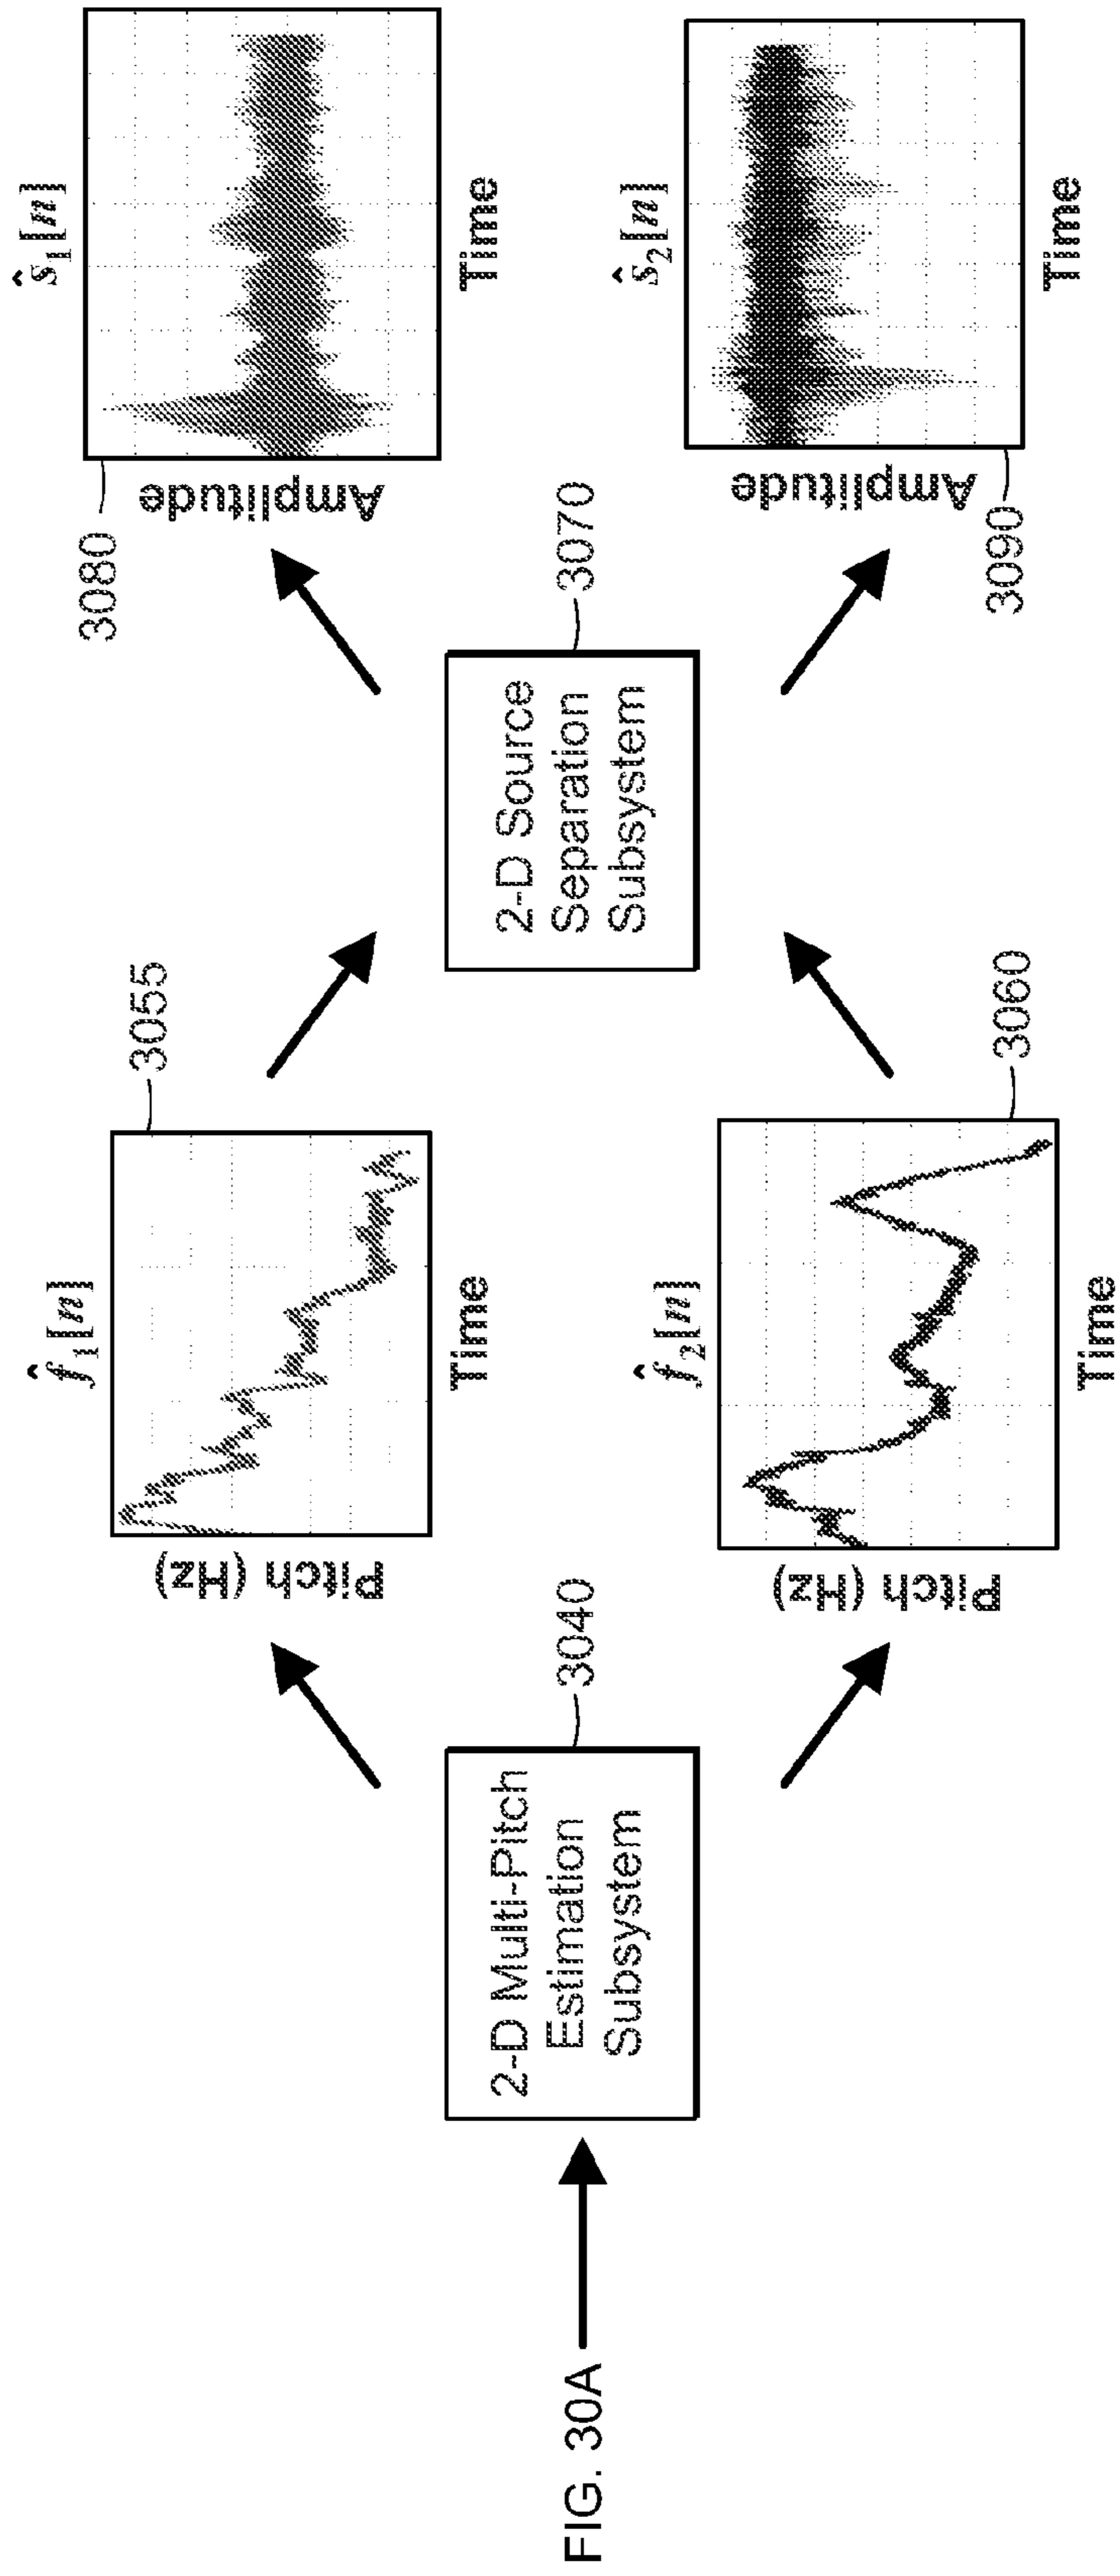 FIG. 30A
2-D Multi-Pitch
Estimation
Subsystem
3040
f̂₁[n]
Pitch (Hz)
Time
3055
f̂₂[n]
Pitch (Hz)
Time
3060
2-D Source
Separation
Subsystem
3070
ŝ₁[n]
Amplitude
Time
3080
ŝ₂[n]
Amplitude
Time
3090